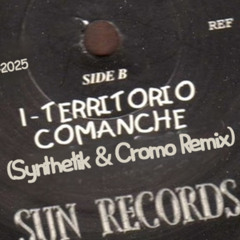 2025
REF
SIDE B
1-TERRITORIO
COMANCHE
(Synthetik & Cromo Remix)
SUN RECORDS